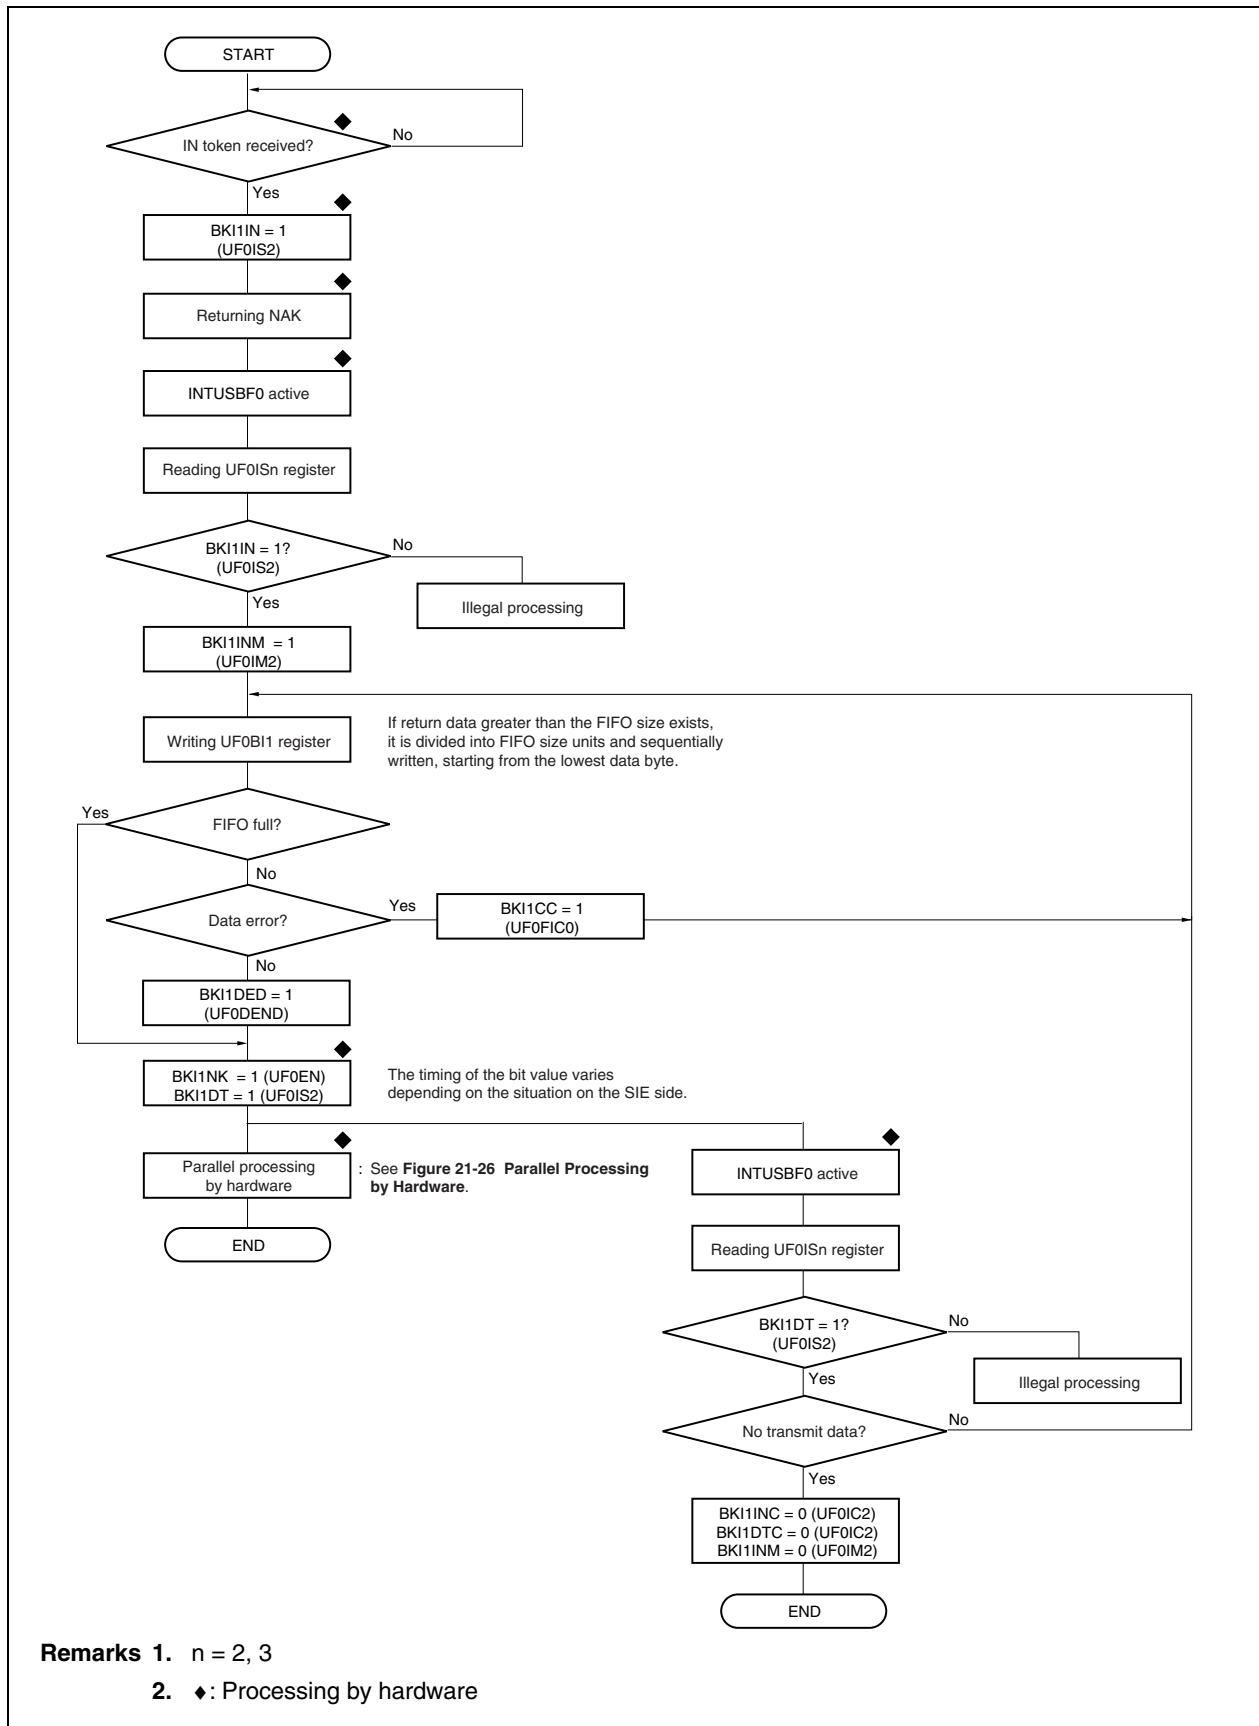 START
IN token received?
No
Yes
BKI1IN = 1
(UF0IS2)
Returning NAK
INTUSBF0 active
Reading UF0ISn register
BKI1IN = 1?
(UF0IS2)
No
Yes
Illegal processing
BKI1INM = 1
(UF0IM2)
Writing UF0BI1 register
If return data greater than the FIFO size exists,
it is divided into FIFO size units and sequentially
written, starting from the lowest data byte.
Yes
FIFO full?
No
Data error?
Yes
BKI1CC = 1
(UF0FIC0)
No
BKI1DED = 1
(UF0DEND)
BKI1NK = 1 (UF0EN)
BKI1DT = 1 (UF0IS2)
The timing of the bit value varies
depending on the situation on the SIE side.
Parallel processing
by hardware
: See Figure 21-26 Parallel Processing
by Hardware.
END
INTUSBF0 active
Reading UF0ISn register
BKI1DT = 1?
(UF0IS2)
No
Yes
Illegal processing
No transmit data?
No
Yes
BKI1INC = 0 (UF0IC2)
BKI1DTC = 0 (UF0IC2)
BKI1INM = 0 (UF0IM2)
END
Remarks 1. n = 2, 3
2. ♦: Processing by hardware